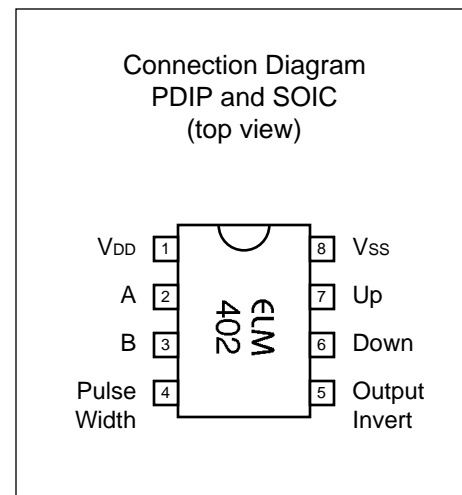 Connection Diagram
PDIP and SOIC
(top view)
VDD 1 8 VSS
A 2 7 Up
B 3 6 Down
Pulse Width 4 5 Output Invert
ELM
402